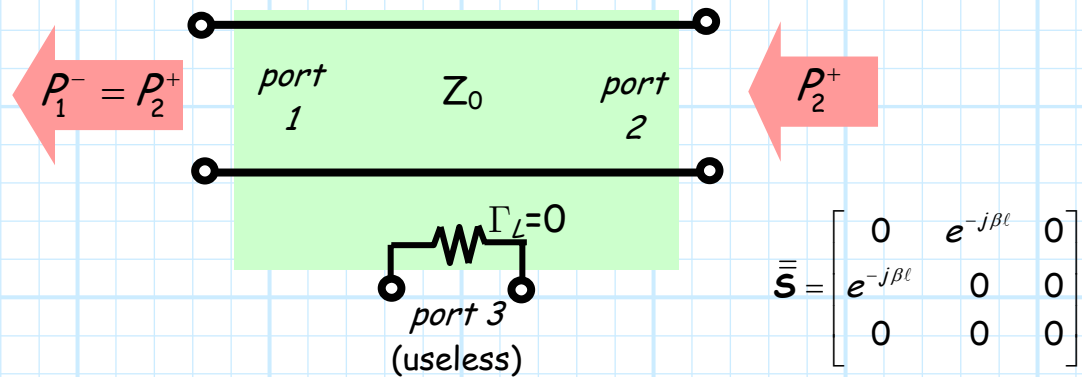 P₁⁻ = P₂⁺
port 1
Z₀
port 2
P₂⁺
Γ_L=0
port 3
(useless)
S̿ = [ 0 e^{-jβℓ} 0
e^{-jβℓ} 0 0
0 0 0 ]